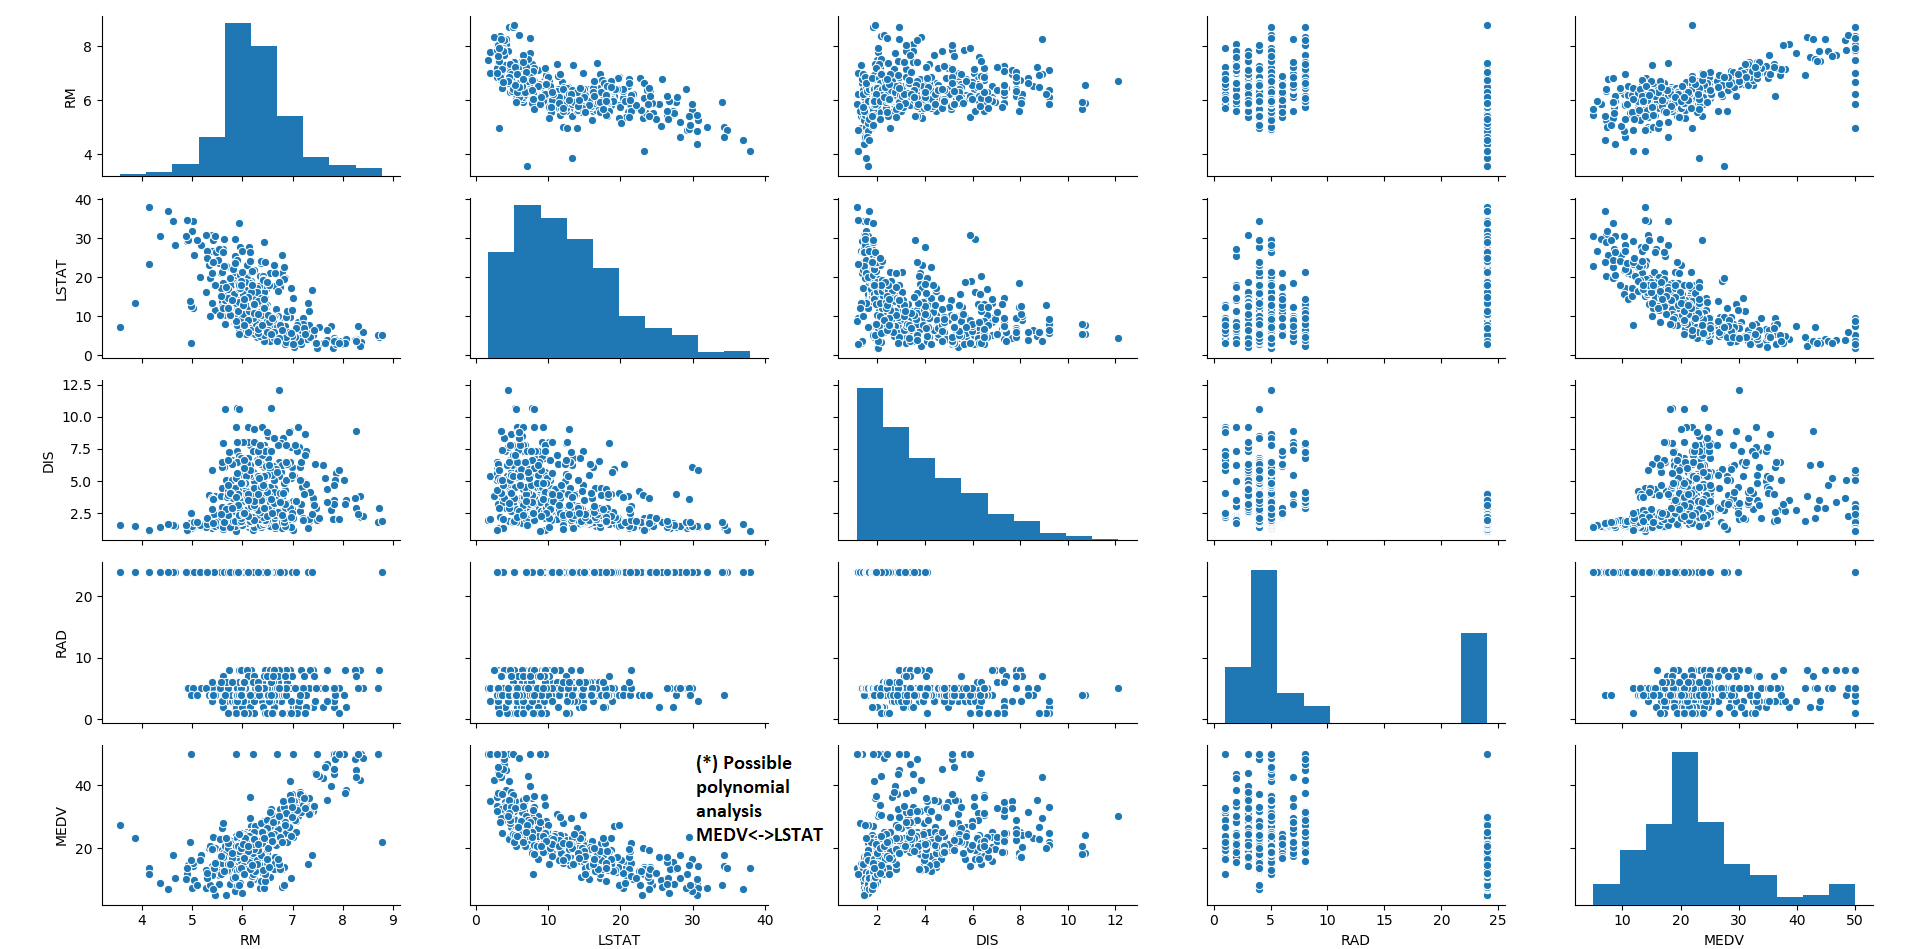 8
6
4
RM
40
30
20
10
0
LSTAT
12.5
10.0
7.5
5.0
2.5
DIS
20
10
0
RAD
40
20
MEDV
(*) Possible
polynomial
analysis
MEDV<->LSTAT
4 5 6 7 8 9
RM
0 10 20 30 40
LSTAT
2 4 6 8 10 12
DIS
0 5 10 15 20 25
RAD
10 20 30 40 50
MEDV